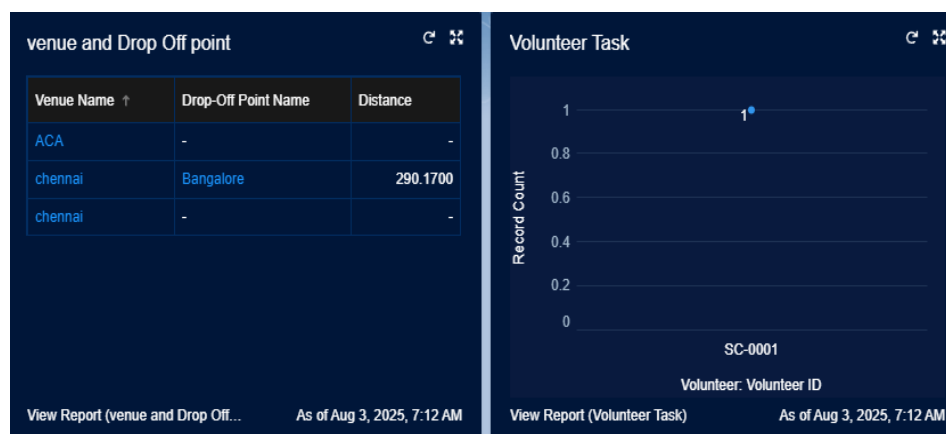 venue and Drop Off point
Venue Name ↑ Drop-Off Point Name Distance
ACA - -
chennai Bangalore 290.1700
chennai - -
View Report (venue and Drop Off... As of Aug 3, 2025, 7:12 AM
Volunteer Task
1
0.8
0.6
0.4
0.2
0
Record Count
1
SC-0001
Volunteer: Volunteer ID
View Report (Volunteer Task) As of Aug 3, 2025, 7:12 AM